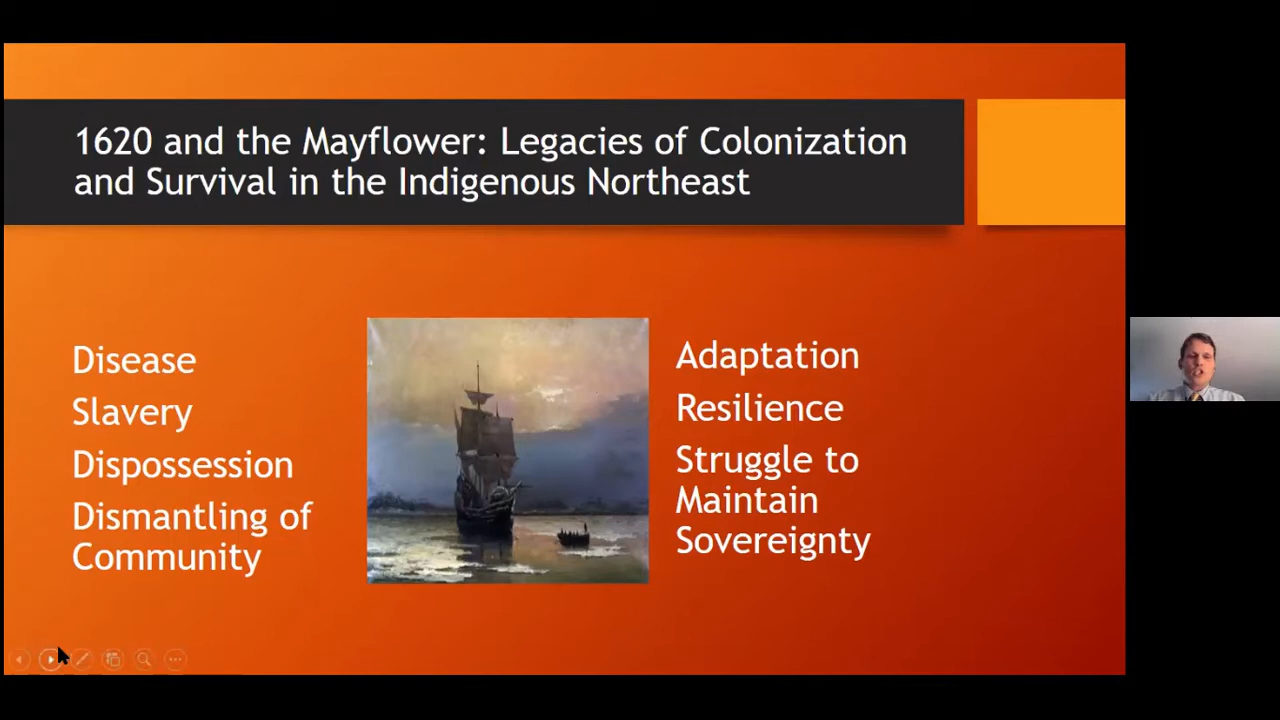 1620 and the Mayflower: Legacies of Colonization
and Survival in the Indigenous Northeast
Disease
Slavery
Dispossession
Dismantling of
Community
Adaptation
Resilience
Struggle to
Maintain
Sovereignty